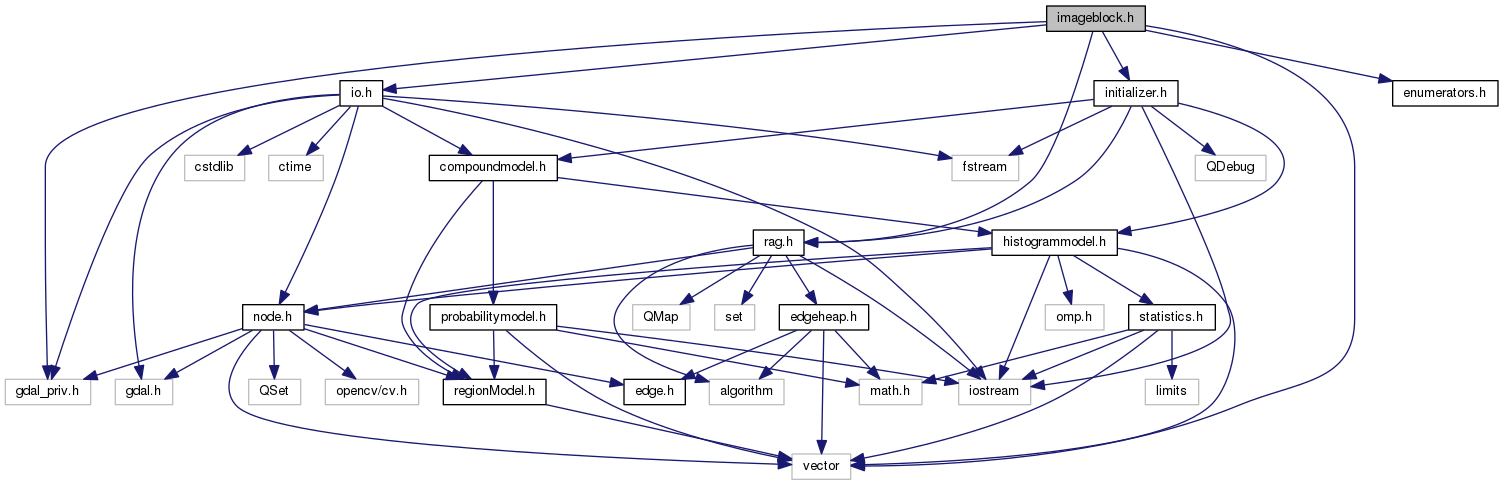 imageblock.h
io.h
initializer.h
enumerators.h
cstdlib
ctime
compoundmodel.h
fstream
QDebug
rag.h
histogrammodel.h
node.h
probabilitymodel.h
QMap
set
edgeheap.h
omp.h
statistics.h
gdal_priv.h
gdal.h
QSet
opencv/cv.h
regionModel.h
edge.h
algorithm
math.h
iostream
limits
vector